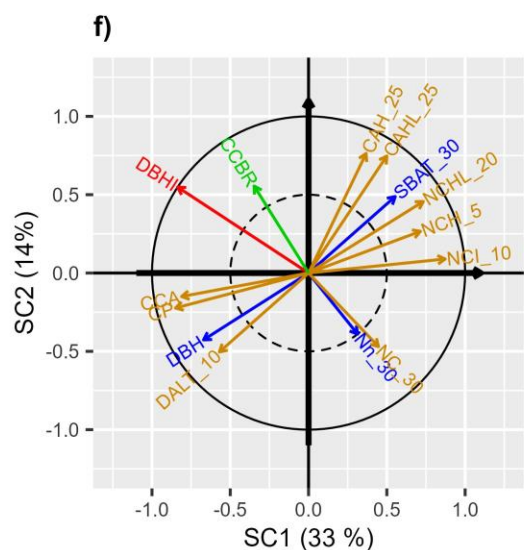 f)
SC2 (14%)
1.0
0.5
0.0
-0.5
-1.0
CAH_25
CAHL_25
CCBR
DBHI
SBAT_30
NCHL_20
NCH_5
NCI_10
CCA
CP
DBH
DALT_10
Nn_30
NC_30
-1.0 -0.5 0.0 0.5 1.0
SC1 (33 %)